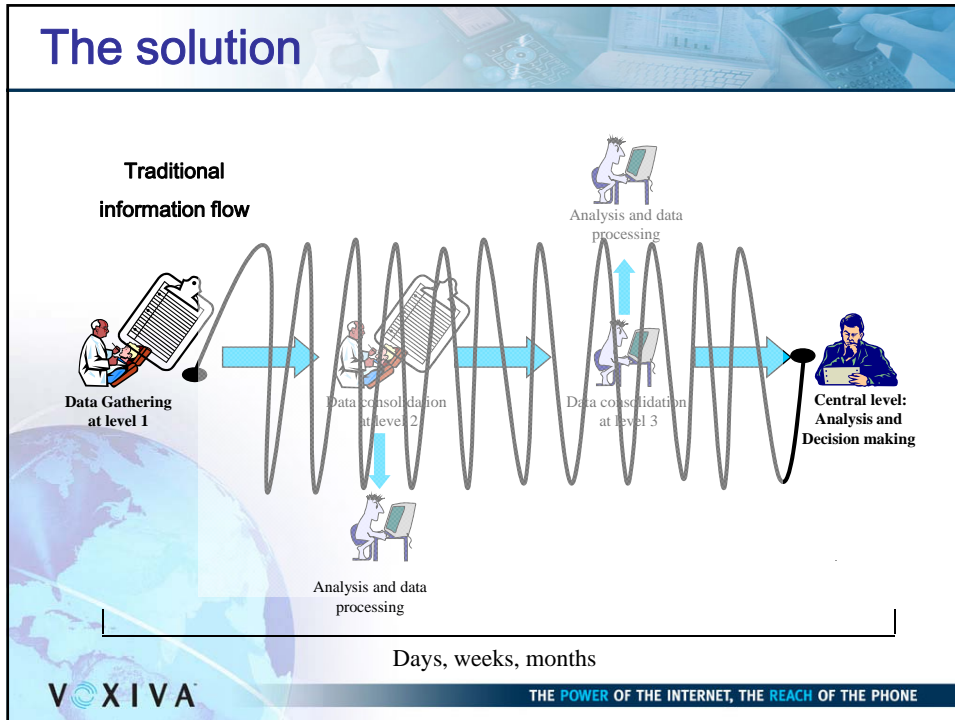 The solution
Traditional
information flow
Analysis and data
processing
Data Gathering
at level 1
Data consolidation
at level 2
Data consolidation
at level 3
Central level:
Analysis and
Decision making
Analysis and data
processing
Days, weeks, months
VOXIVA
THE POWER OF THE INTERNET, THE REACH OF THE PHONE